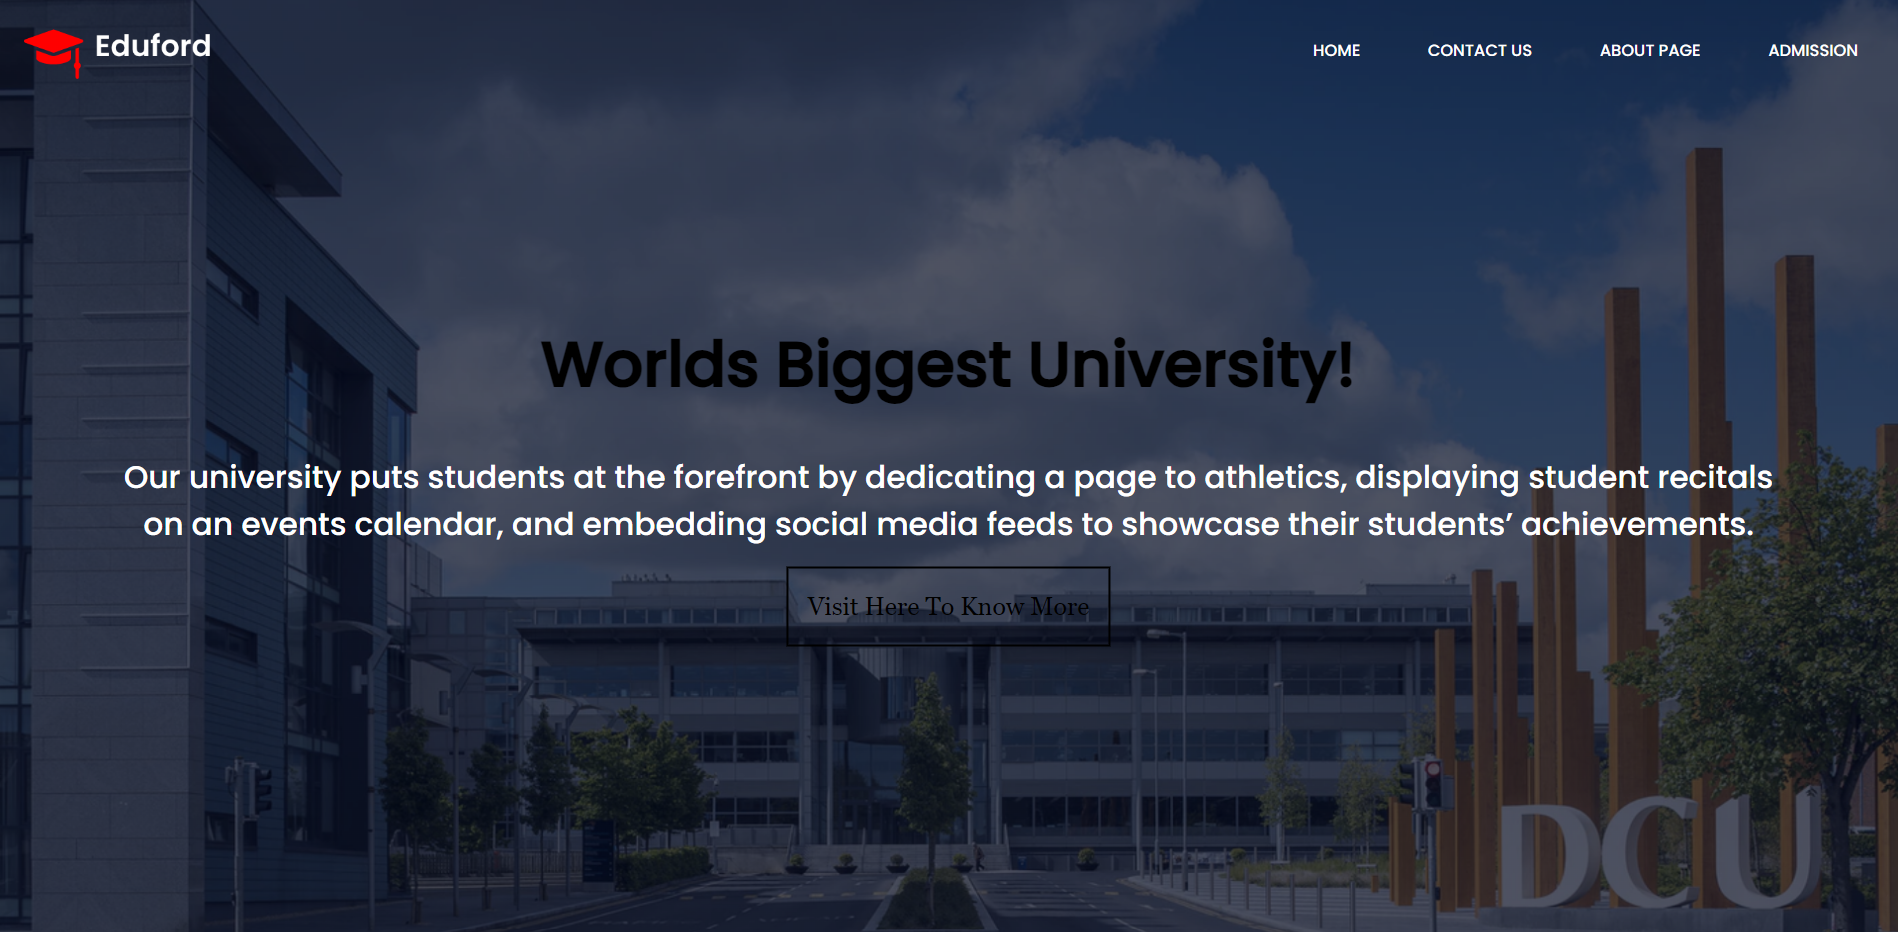 Eduford
HOME
CONTACT US
ABOUT PAGE
ADMISSION
Worlds Biggest University!
Our university puts students at the forefront by dedicating a page to athletics, displaying student recitals
on an events calendar, and embedding social media feeds to showcase their students’ achievements.
Visit Here To Know More
DCU